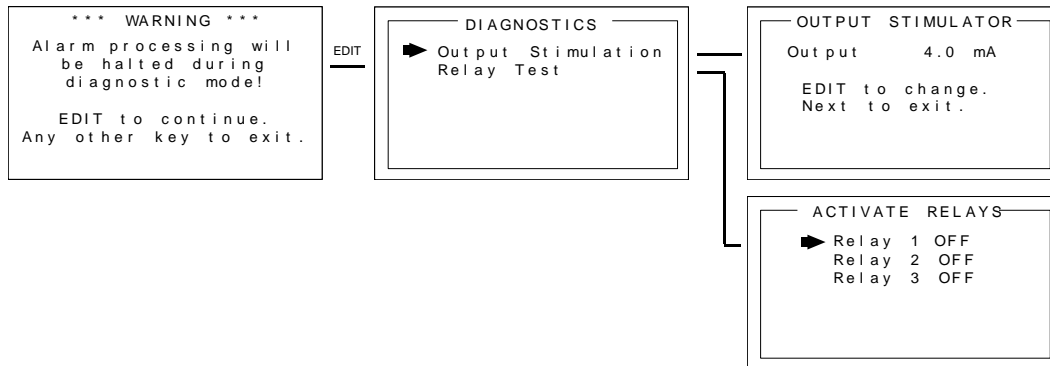 *** WARNING ***
Alarm processing will
be halted during
diagnostic mode!
EDIT to continue.
Any other key to exit.
EDIT
DIAGNOSTICS
Output Stimulation
Relay Test
OUTPUT STIMULATOR
Output 4.0 mA
EDIT to change.
Next to exit.
ACTIVATE RELAYS
Relay 1 OFF
Relay 2 OFF
Relay 3 OFF